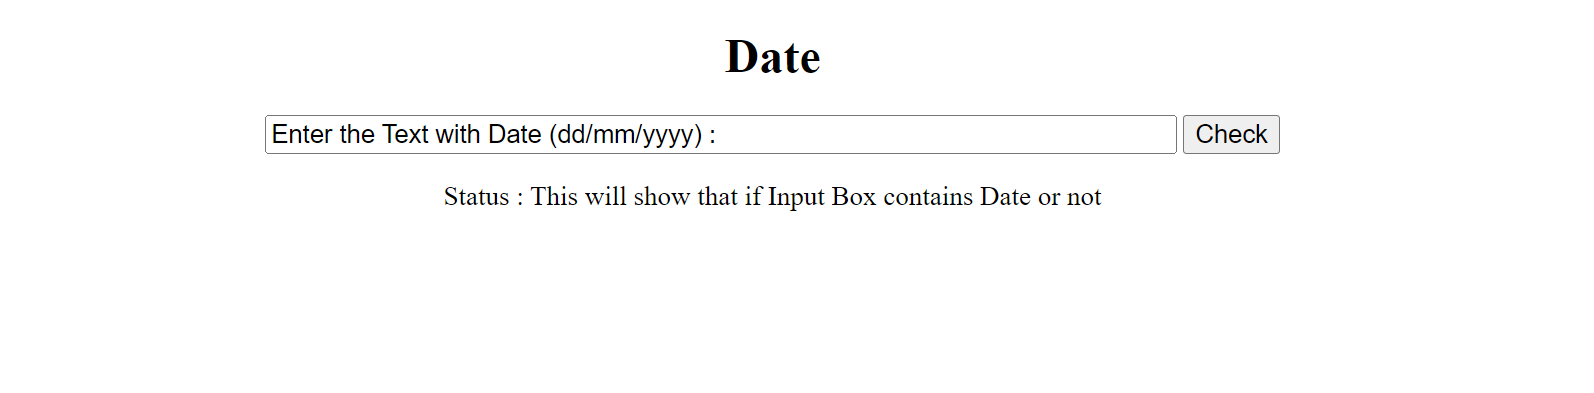 Date
Enter the Text with Date (dd/mm/yyyy) : Check
Status : This will show that if Input Box contains Date or not